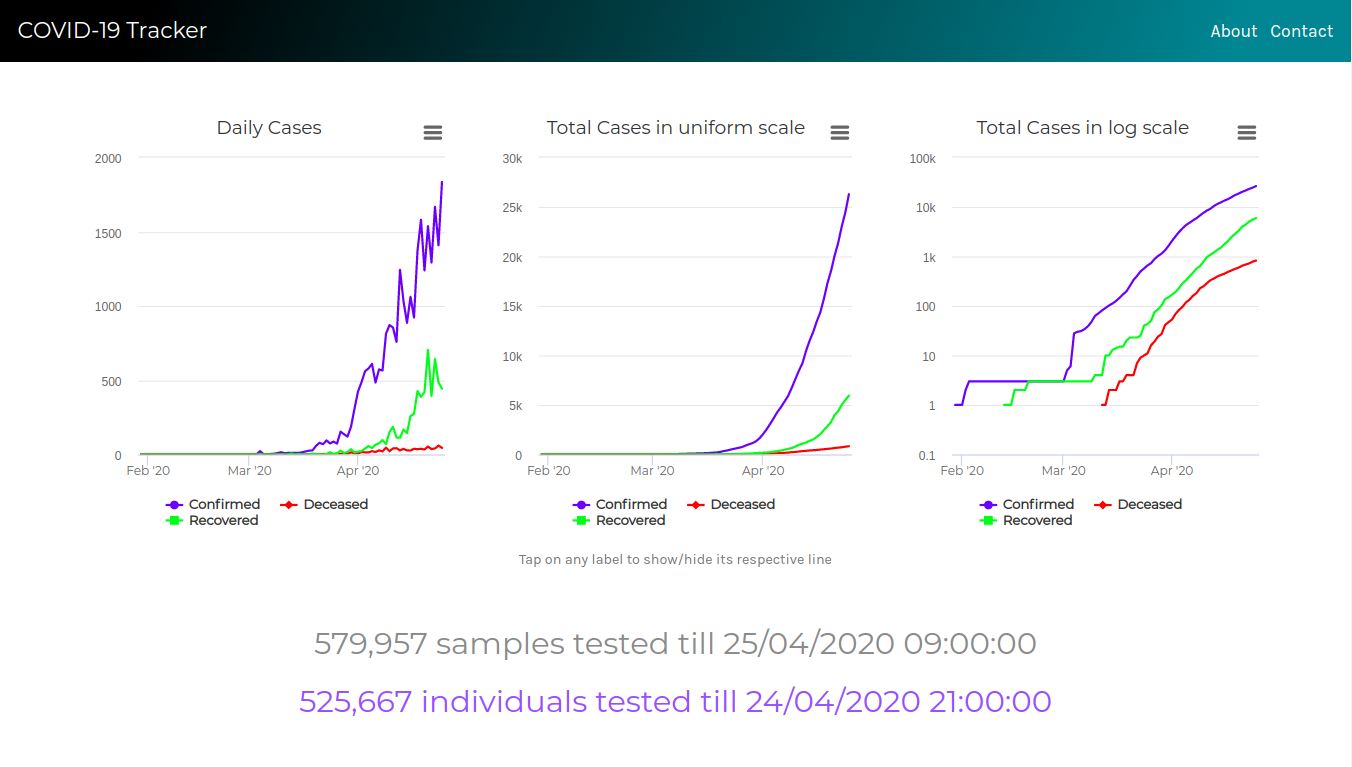 COVID-19 Tracker
About Contact
Daily Cases
2000
1500
1000
500
0
Feb '20 Mar '20 Apr '20
Confirmed Deceased
Recovered
Total Cases in uniform scale
30k
25k
20k
15k
10k
5k
0
Feb '20 Mar '20 Apr '20
Confirmed Deceased
Recovered
Total Cases in log scale
100k
10k
1k
100
10
1
0.1
Feb '20 Mar '20 Apr '20
Confirmed Deceased
Recovered
Tap on any label to show/hide its respective line
579,957 samples tested till 25/04/2020 09:00:00
525,667 individuals tested till 24/04/2020 21:00:00